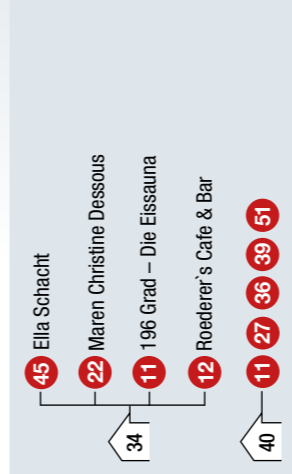 45 Ella Schacht
22 Maren Christine Dessous
34
11 196 Grad – Die Eissauna
12 Roederer`s Cafe & Bar
40 11 27 36 39 51